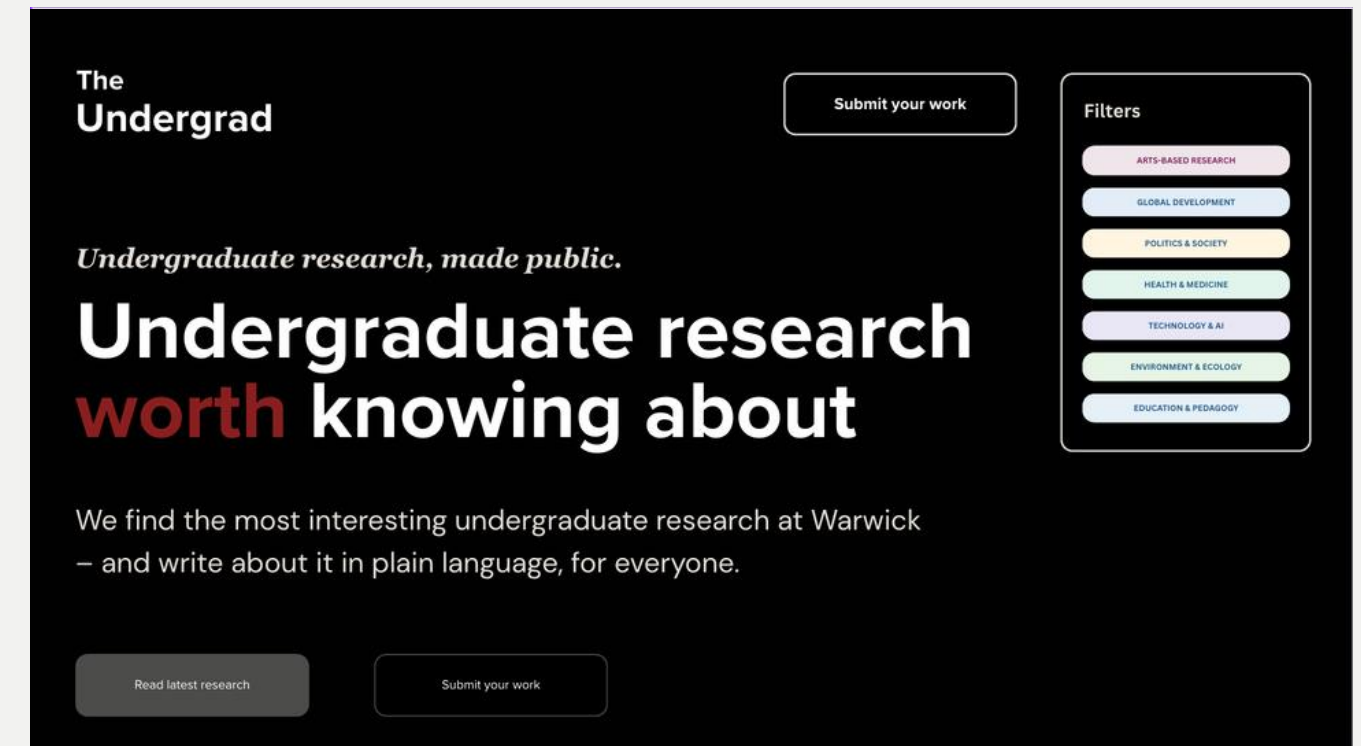 The
Undergrad
Submit your work
Filters
ARTS-BASED RESEARCH
GLOBAL DEVELOPMENT
POLITICS & SOCIETY
HEALTH & MEDICINE
TECHNOLOGY & AI
ENVIRONMENT & ECOLOGY
EDUCATION & PEDAGOGY
Undergraduate research, made public.
Undergraduate research
worth knowing about
We find the most interesting undergraduate research at Warwick
– and write about it in plain language, for everyone.
Read latest research
Submit your work